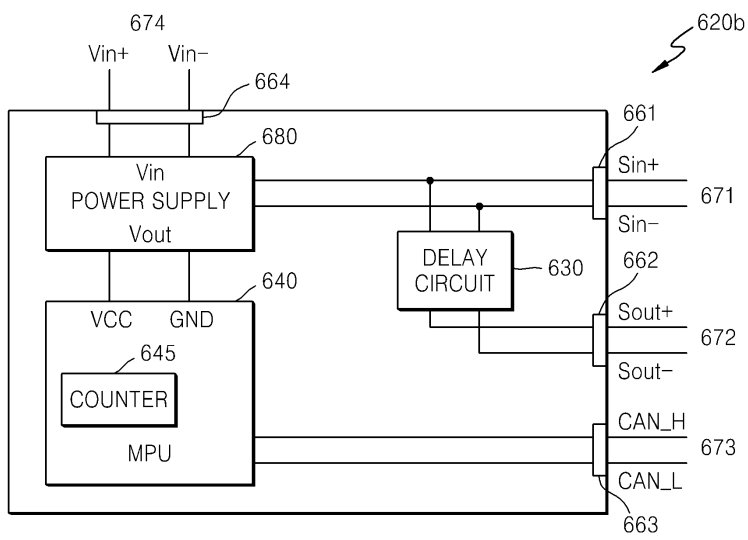 674
620b
Vin+
Vin−
664
661
680
Sin+
Vin
POWER SUPPLY
671
Vout
Sin−
DELAY
CIRCUIT
630
662
640
Sout+
VCC
GND
672
645
Sout−
COUNTER
CAN_H
MPU
673
CAN_L
663